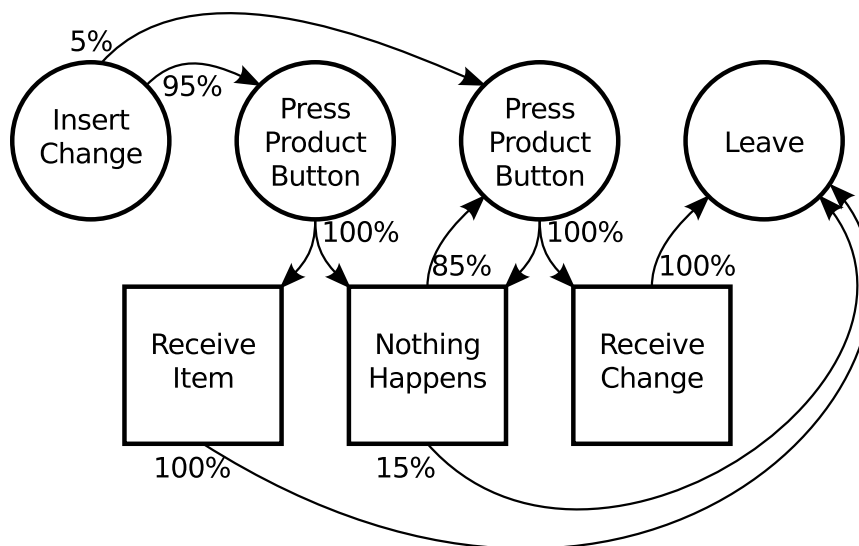 5%
95%
Insert
Change
Press
Product
Button
Press
Product
Button
Leave
100%
85%
100%
100%
Receive
Item
Nothing
Happens
Receive
Change
100%
15%